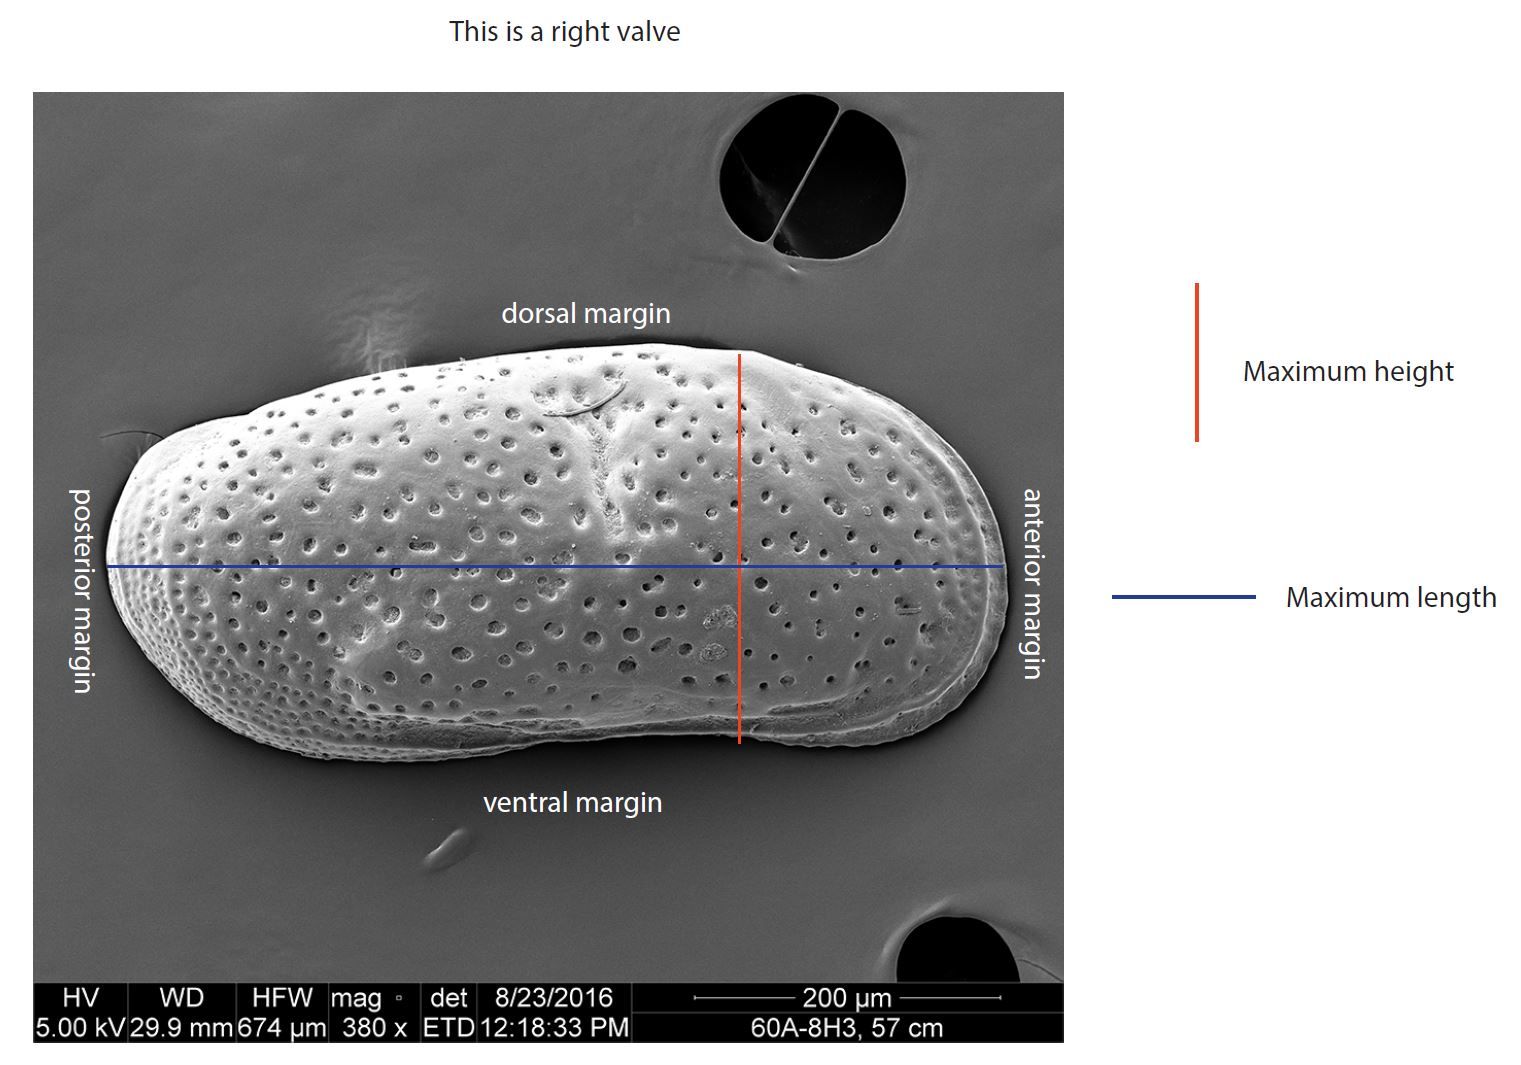 This is a right valve
dorsal margin
posterior margin
anterior margin
ventral margin
Maximum height
Maximum length
HV WD HFW mag ▫ det 8/23/2016 200 µm
5.00 kV 29.9 mm 674 µm 380 x ETD 12:18:33 PM 60A-8H3, 57 cm